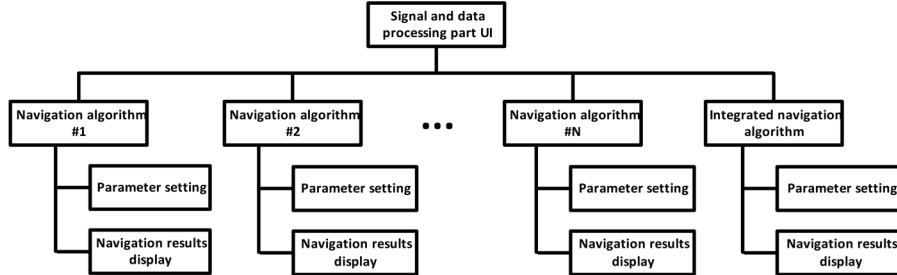 Signal and data
processing part UI
Navigation algorithm
#1
Navigation algorithm
#2
...
Navigation algorithm
#N
Integrated navigation
algorithm
Parameter setting
Parameter setting
Parameter setting
Parameter setting
Navigation results
display
Navigation results
display
Navigation results
display
Navigation results
display